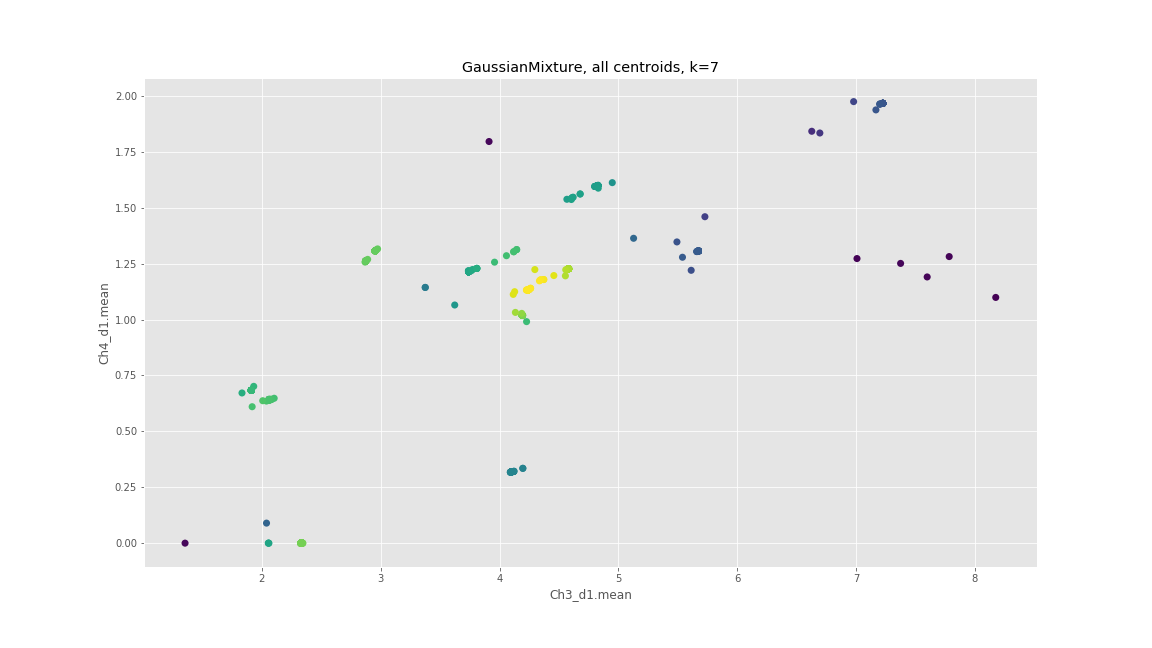 GaussianMixture, all centroids, k=7
2.00
1.75
1.50
1.25
1.00
0.75
0.50
0.25
0.00
Ch4_d1.mean
2 3 4 5 6 7 8
Ch3_d1.mean